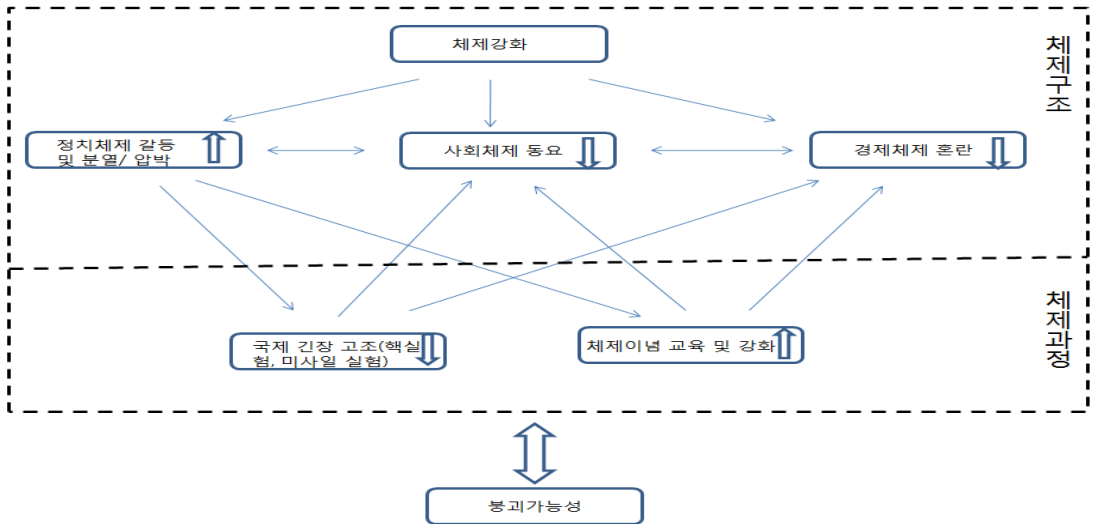 체제강화
체제구조
정치체제 갈등
및 분열/ 압박
사회체제 동요
경제체제 혼란
국제 긴장 고조(핵실
험, 미사일 실험)
체제이념 교육 및 강화
체제과정
붕괴가능성